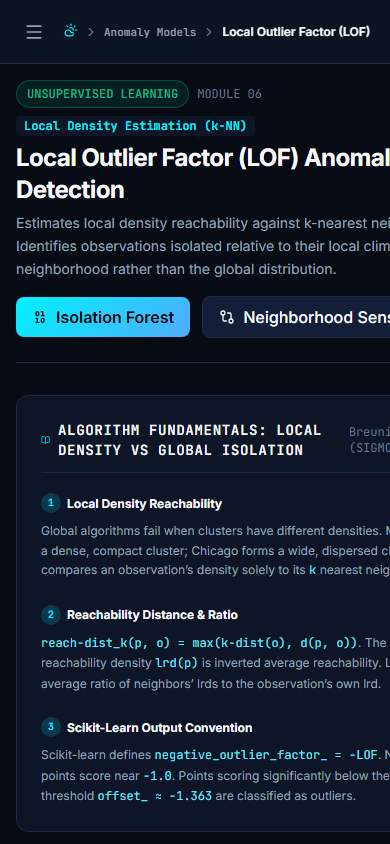 Anomaly Models > Local Outlier Factor (LOF)
UNSUPERVISED LEARNING MODULE 06
Local Density Estimation (k-NN)
Local Outlier Factor (LOF) Anomal
Detection
Estimates local density reachability against k-nearest nei
Identifies observations isolated relative to their local clim
neighborhood rather than the global distribution.
Isolation Forest Neighborhood Sens
ALGORITHM FUNDAMENTALS: LOCAL
DENSITY VS GLOBAL ISOLATION
Breuni
(SIGMO
1 Local Density Reachability
Global algorithms fail when clusters have different densities. M
a dense, compact cluster; Chicago forms a wide, dispersed cl
compares an observation's density solely to its k nearest neig
2 Reachability Distance & Ratio
reach-dist_k(p, o) = max(k-dist(o), d(p, o)). The
reachability density lrd(p) is inverted average reachability. L
average ratio of neighbors' lrds to the observation's own lrd.
3 Scikit-Learn Output Convention
Scikit-learn defines negative_outlier_factor_ = -LOF. N
points score near -1.0. Points scoring significantly below the
threshold offset_ ≈ -1.363 are classified as outliers.